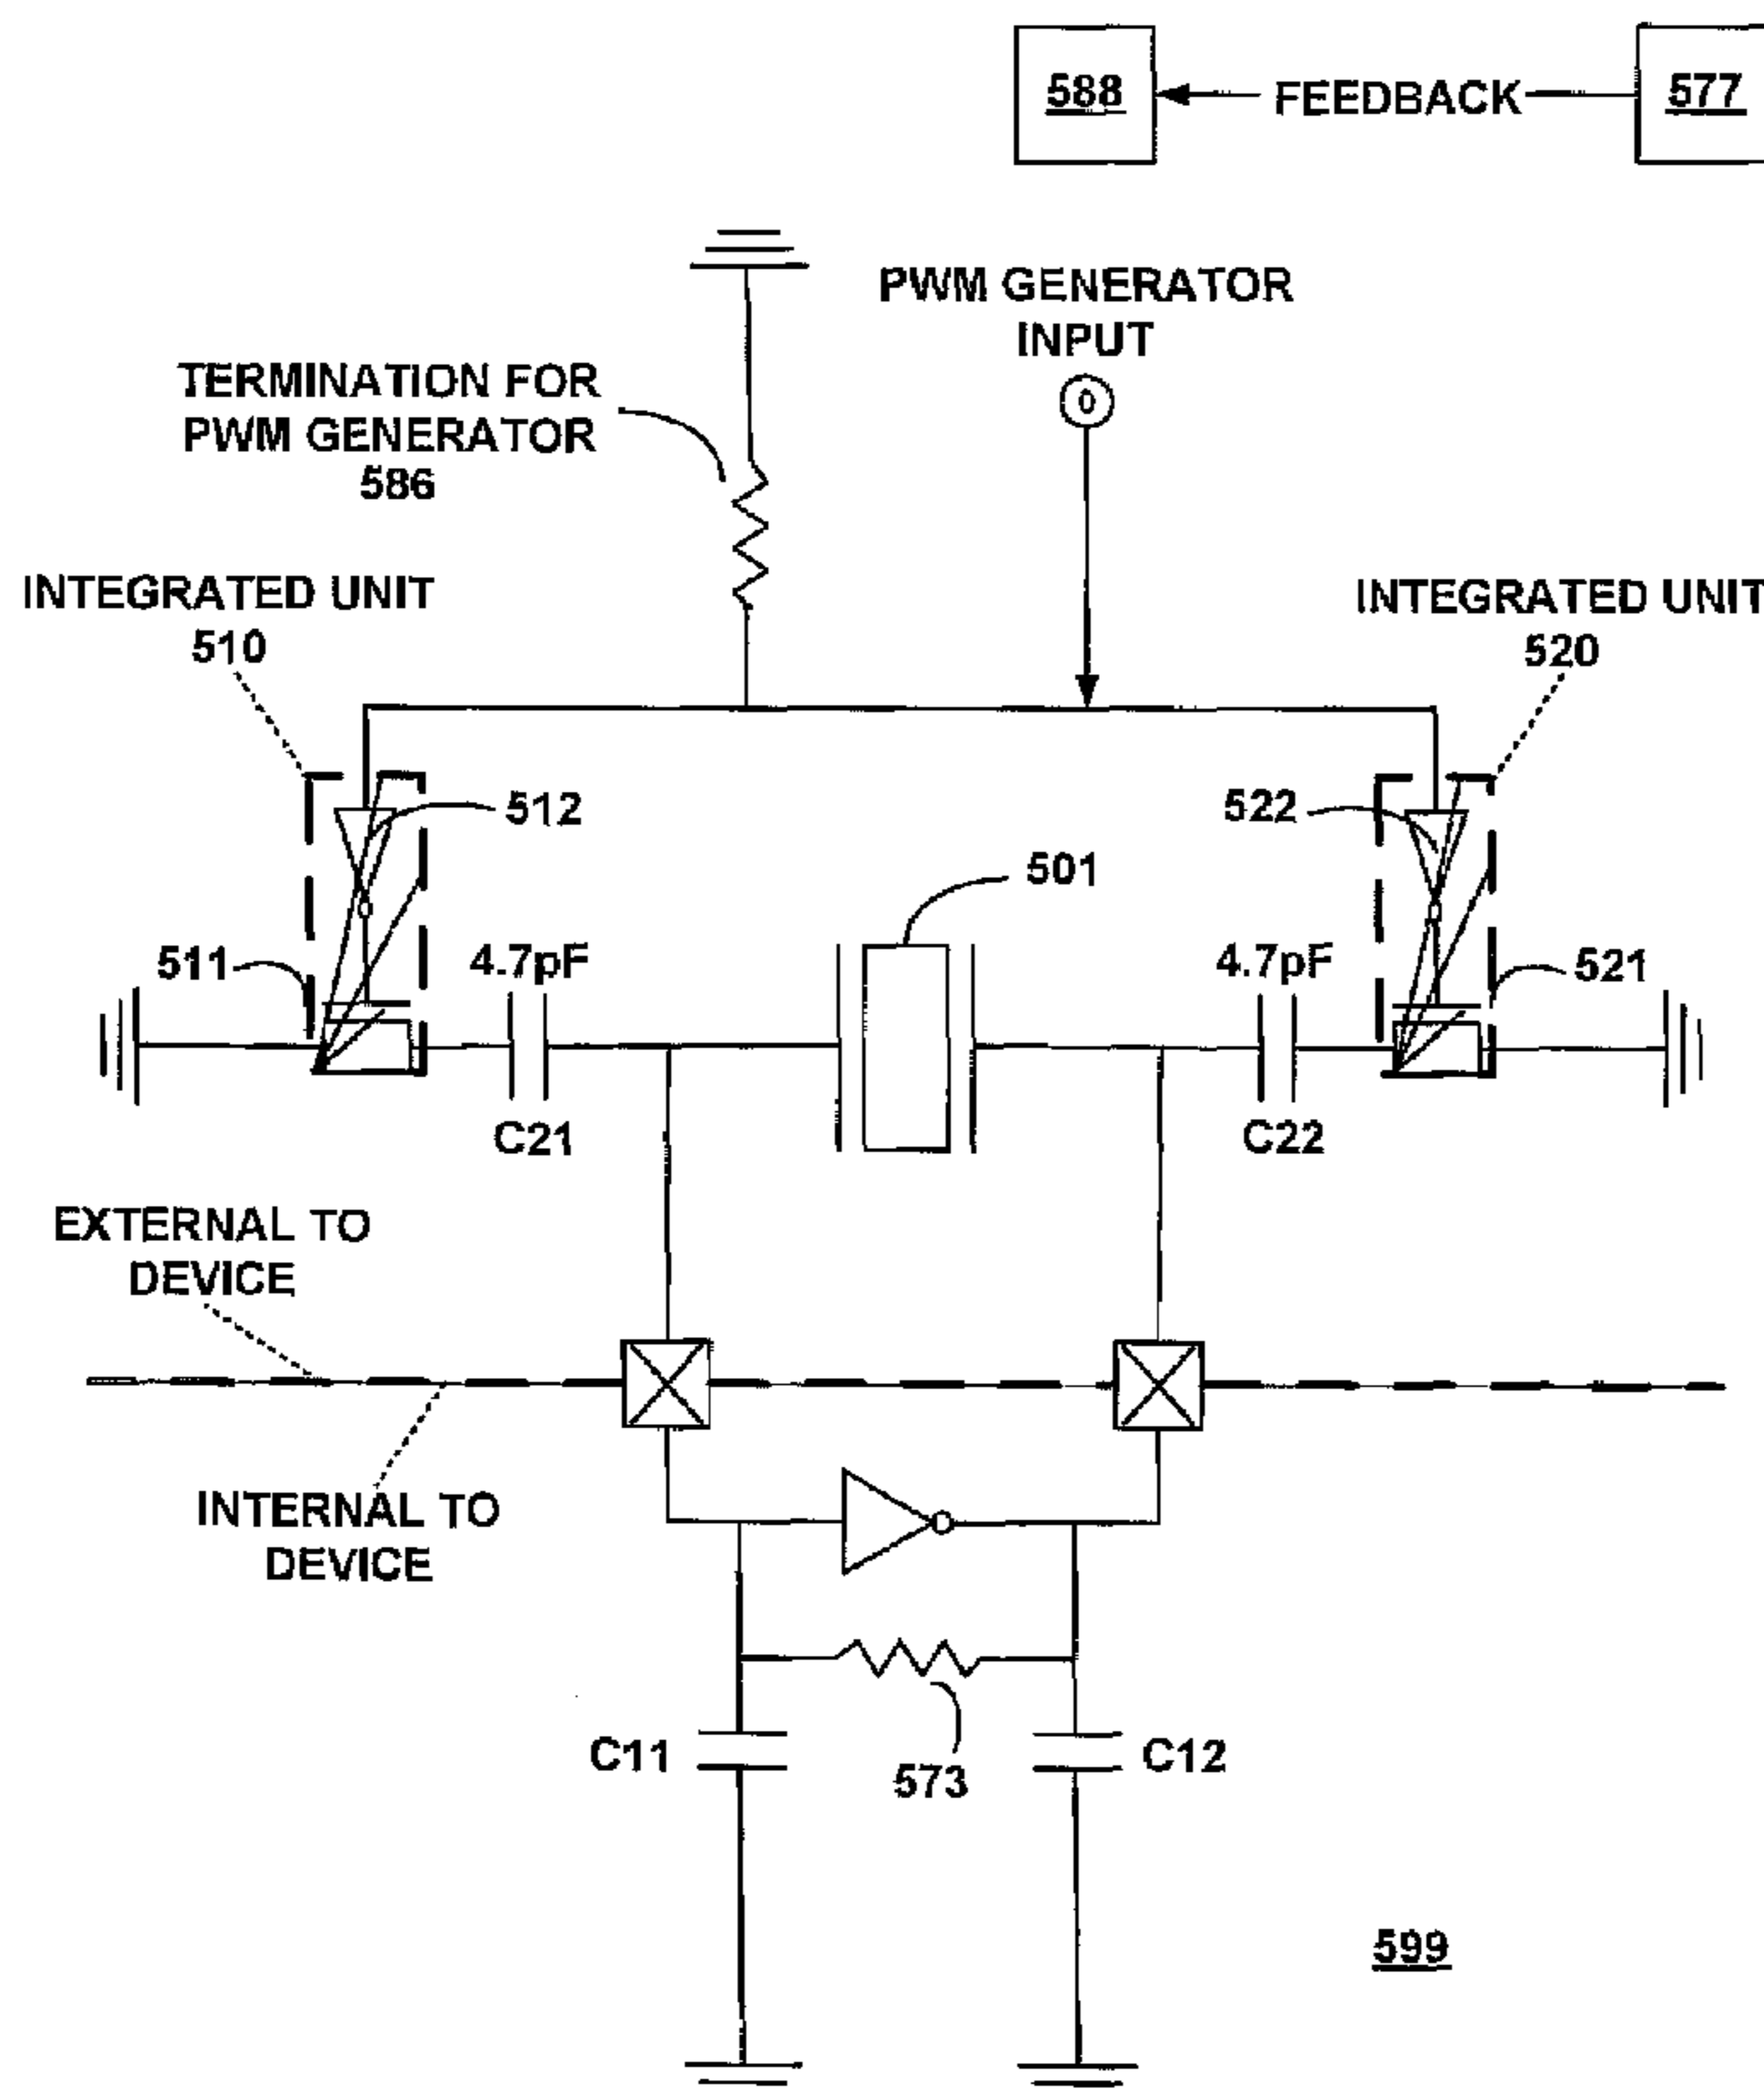 588
FEEDBACK
577
PWM GENERATOR
INPUT
0
TERMINATION FOR
PWM GENERATOR
586
INTEGRATED UNIT
510
INTEGRATED UNIT
520
512
522
501
511
4.7pF
4.7pF
521
C21
C22
EXTERNAL TO
DEVICE
INTERNAL TO
DEVICE
C11
573
C12
599